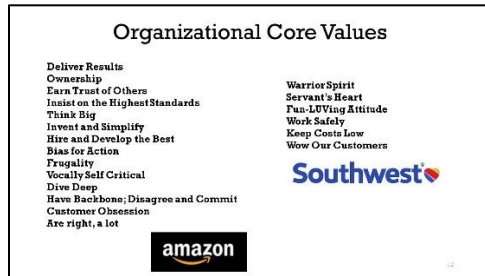 Organizational Core Values
Deliver Results
Ownership
Earn Trust of Others
Insist on the Highest Standards
Think Big
Invent and Simplify
Hire and Develop the Best
Bias for Action
Frugality
Vocally Self Critical
Dive Deep
Have Backbone; Disagree and Commit
Customer Obsession
Are right, a lot
amazon
Warrior Spirit
Servant's Heart
Fun-LUVing Attitude
Work Safely
Keep Costs Low
Wow Our Customers
Southwest